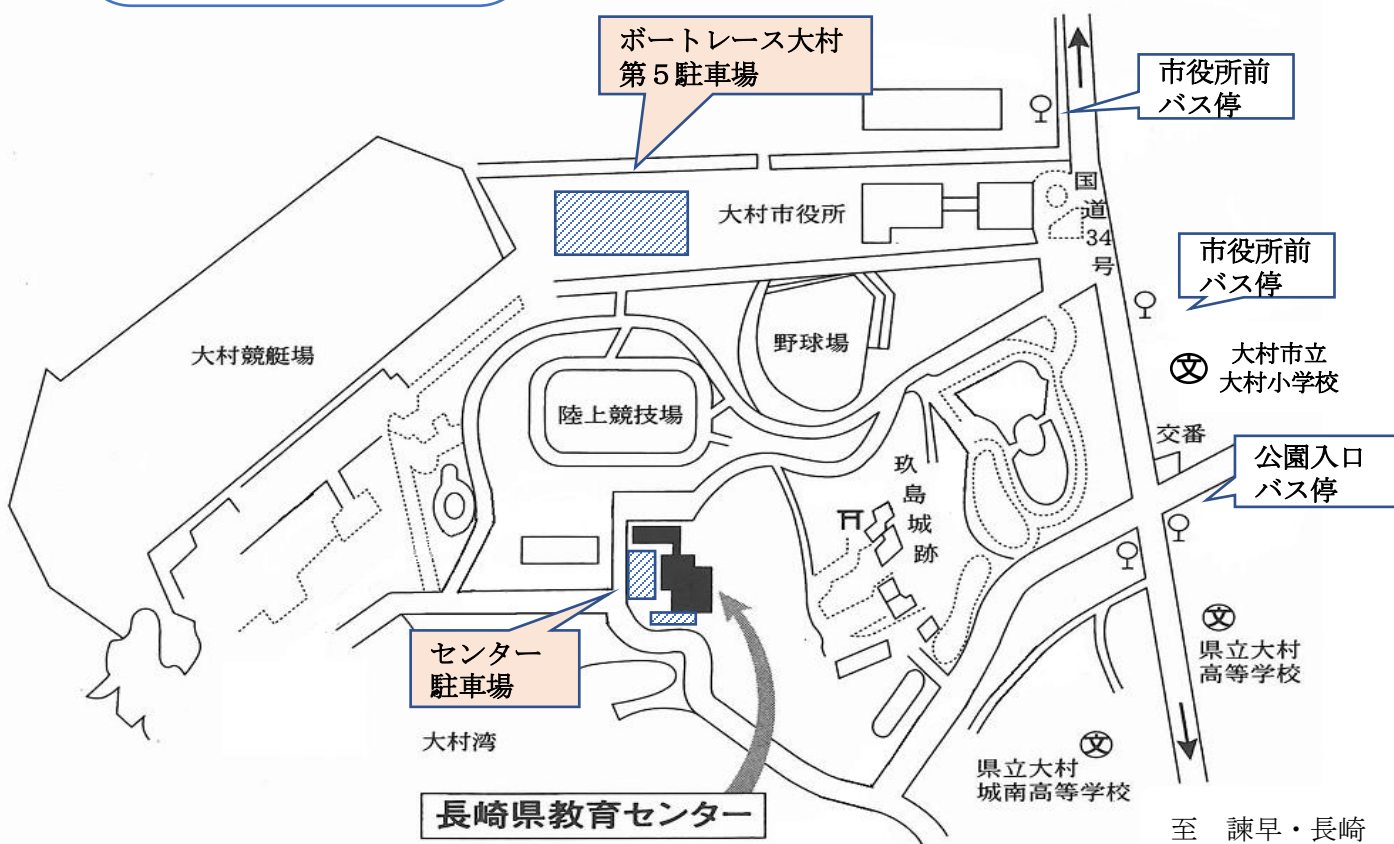 ボートレース大村
第５駐車場
市役所前
バス停
大村市役所
国道34号
市役所前
バス停
大村競艇場
野球場
大村市立
大村小学校
文
陸上競技場
交番
玖島城跡
公園入口
バス停
センター
駐車場
文
県立大村
高等学校
大村湾
文
県立大村
城南高等学校
長崎県教育センター
至　諫早・長崎